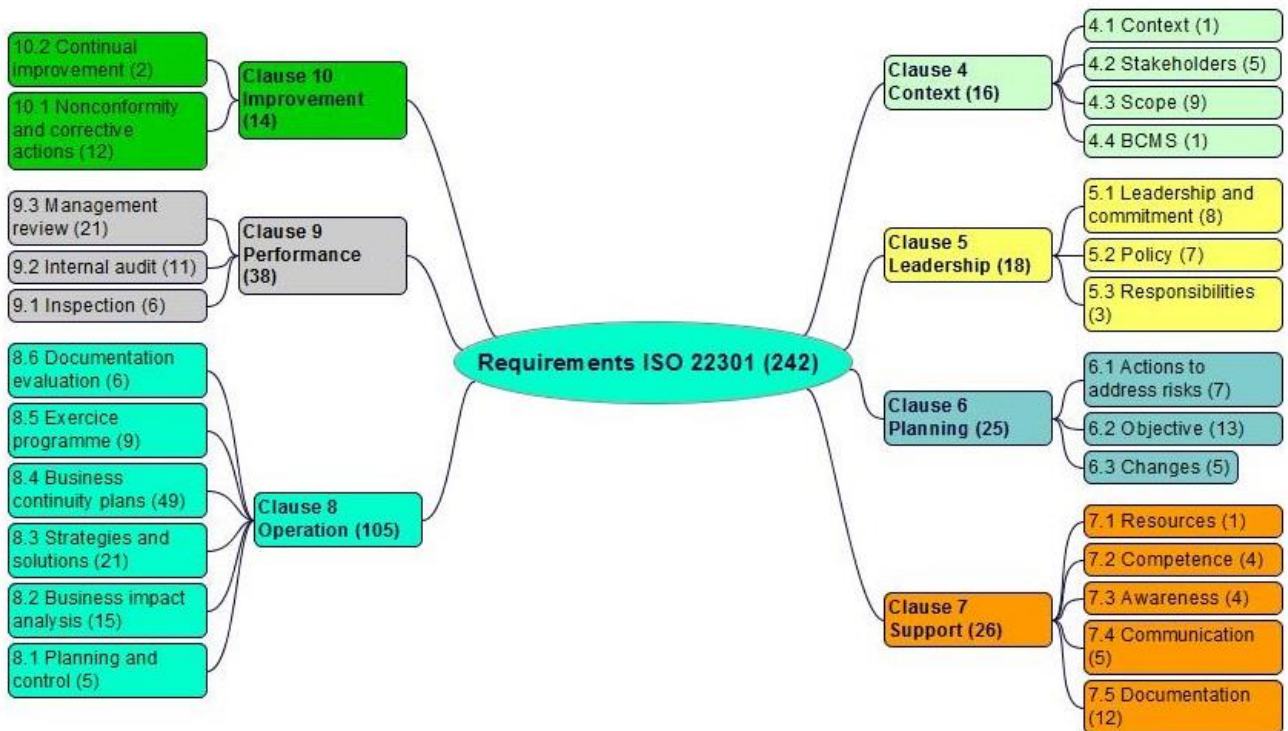 Requirements ISO 22301 (242)
Clause 4
Context (16)
4.1 Context (1)
4.2 Stakeholders (5)
4.3 Scope (9)
4.4 BCMS (1)
Clause 5
Leadership (18)
5.1 Leadership and
commitment (8)
5.2 Policy (7)
5.3 Responsibilities
(3)
Clause 6
Planning (25)
6.1 Actions to
address risks (7)
6.2 Objective (13)
6.3 Changes (5)
Clause 7
Support (26)
7.1 Resources (1)
7.2 Competence (4)
7.3 Awareness (4)
7.4 Communication
(5)
7.5 Documentation
(12)
Clause 10
Improvement
(14)
10.2 Continual
improvement (2)
10.1 Nonconformity
and corrective
actions (12)
Clause 9
Performance
(38)
9.3 Management
review (21)
9.2 Internal audit (11)
9.1 Inspection (6)
Clause 8
Operation (105)
8.6 Documentation
evaluation (6)
8.5 Exercice
programme (9)
8.4 Business
continuity plans (49)
8.3 Strategies and
solutions (21)
8.2 Business impact
analysis (15)
8.1 Planning and
control (5)